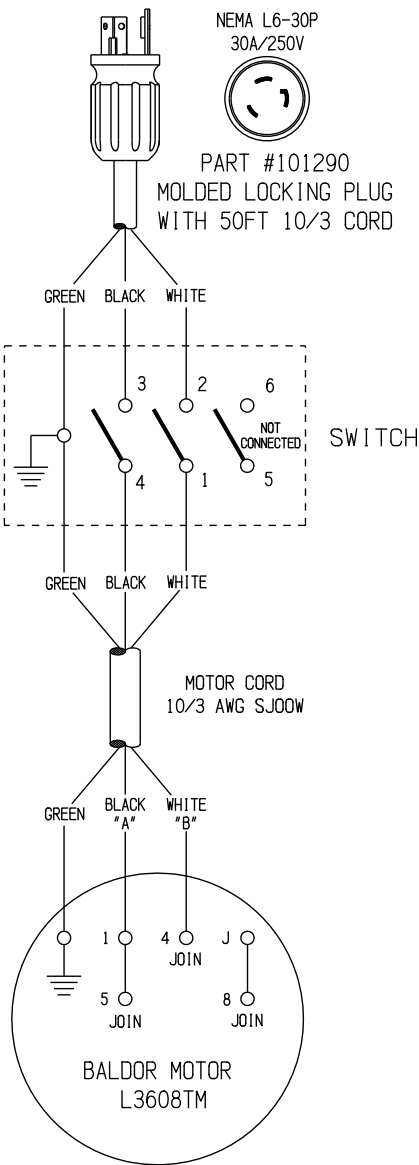 NEMA L6-30P
30A/250V
PART #101290
MOLDED LOCKING PLUG
WITH 50FT 10/3 CORD
GREEN BLACK WHITE
3 2 6
NOT
CONNECTED
SWITCH
4 1 5
GREEN BLACK WHITE
MOTOR CORD
10/3 AWG SJOOW
GREEN BLACK WHITE
"A" "B"
1 4 J
JOIN
5 8
JOIN JOIN
BALDOR MOTOR
L3608TM